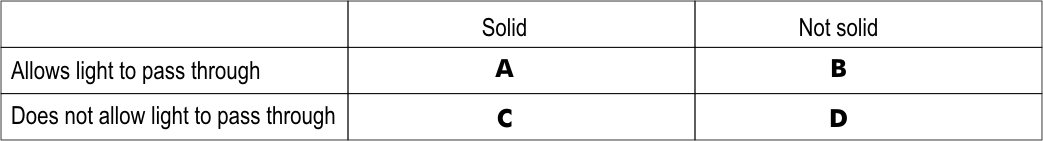 Solid Not solid
Allows light to pass through A B
Does not allow light to pass through C D